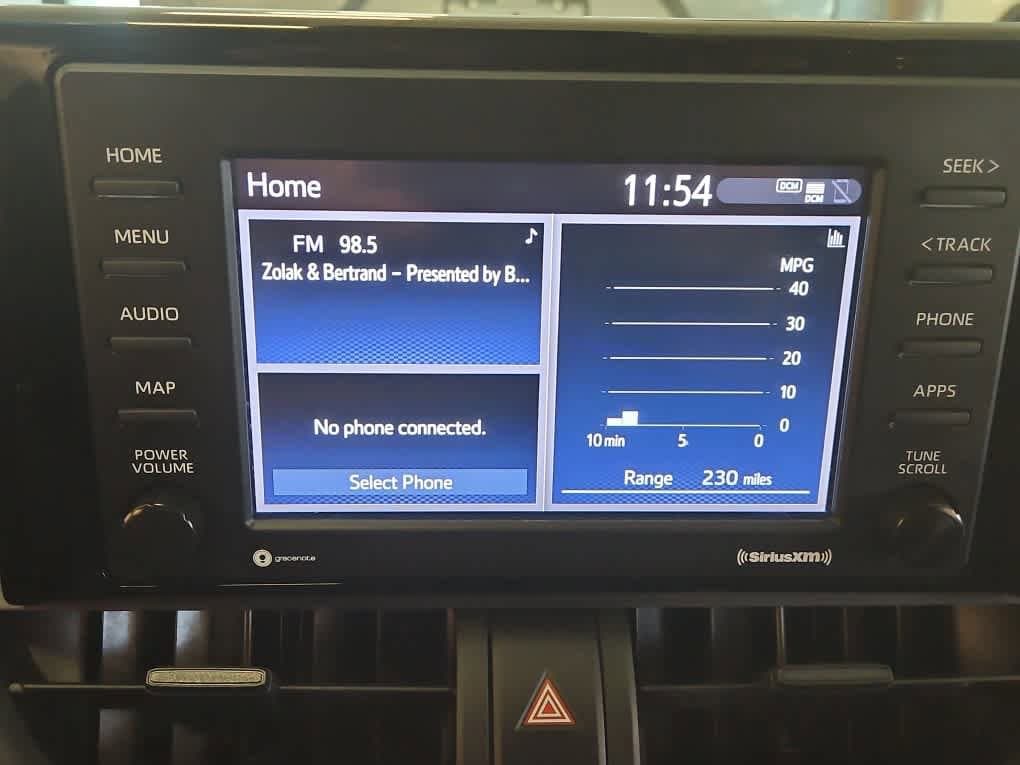 HOME
MENU
AUDIO
MAP
POWER
VOLUME
Home
11:54
DCM
DCM
FM 98.5
Zolak & Bertrand – Presented by B...
No phone connected.
Select Phone
MPG
40
30
20
10
0
10 min 5 0
Range 230 miles
SEEK >
< TRACK
PHONE
APPS
TUNE
SCROLL
gracenote
((SiriusXM))